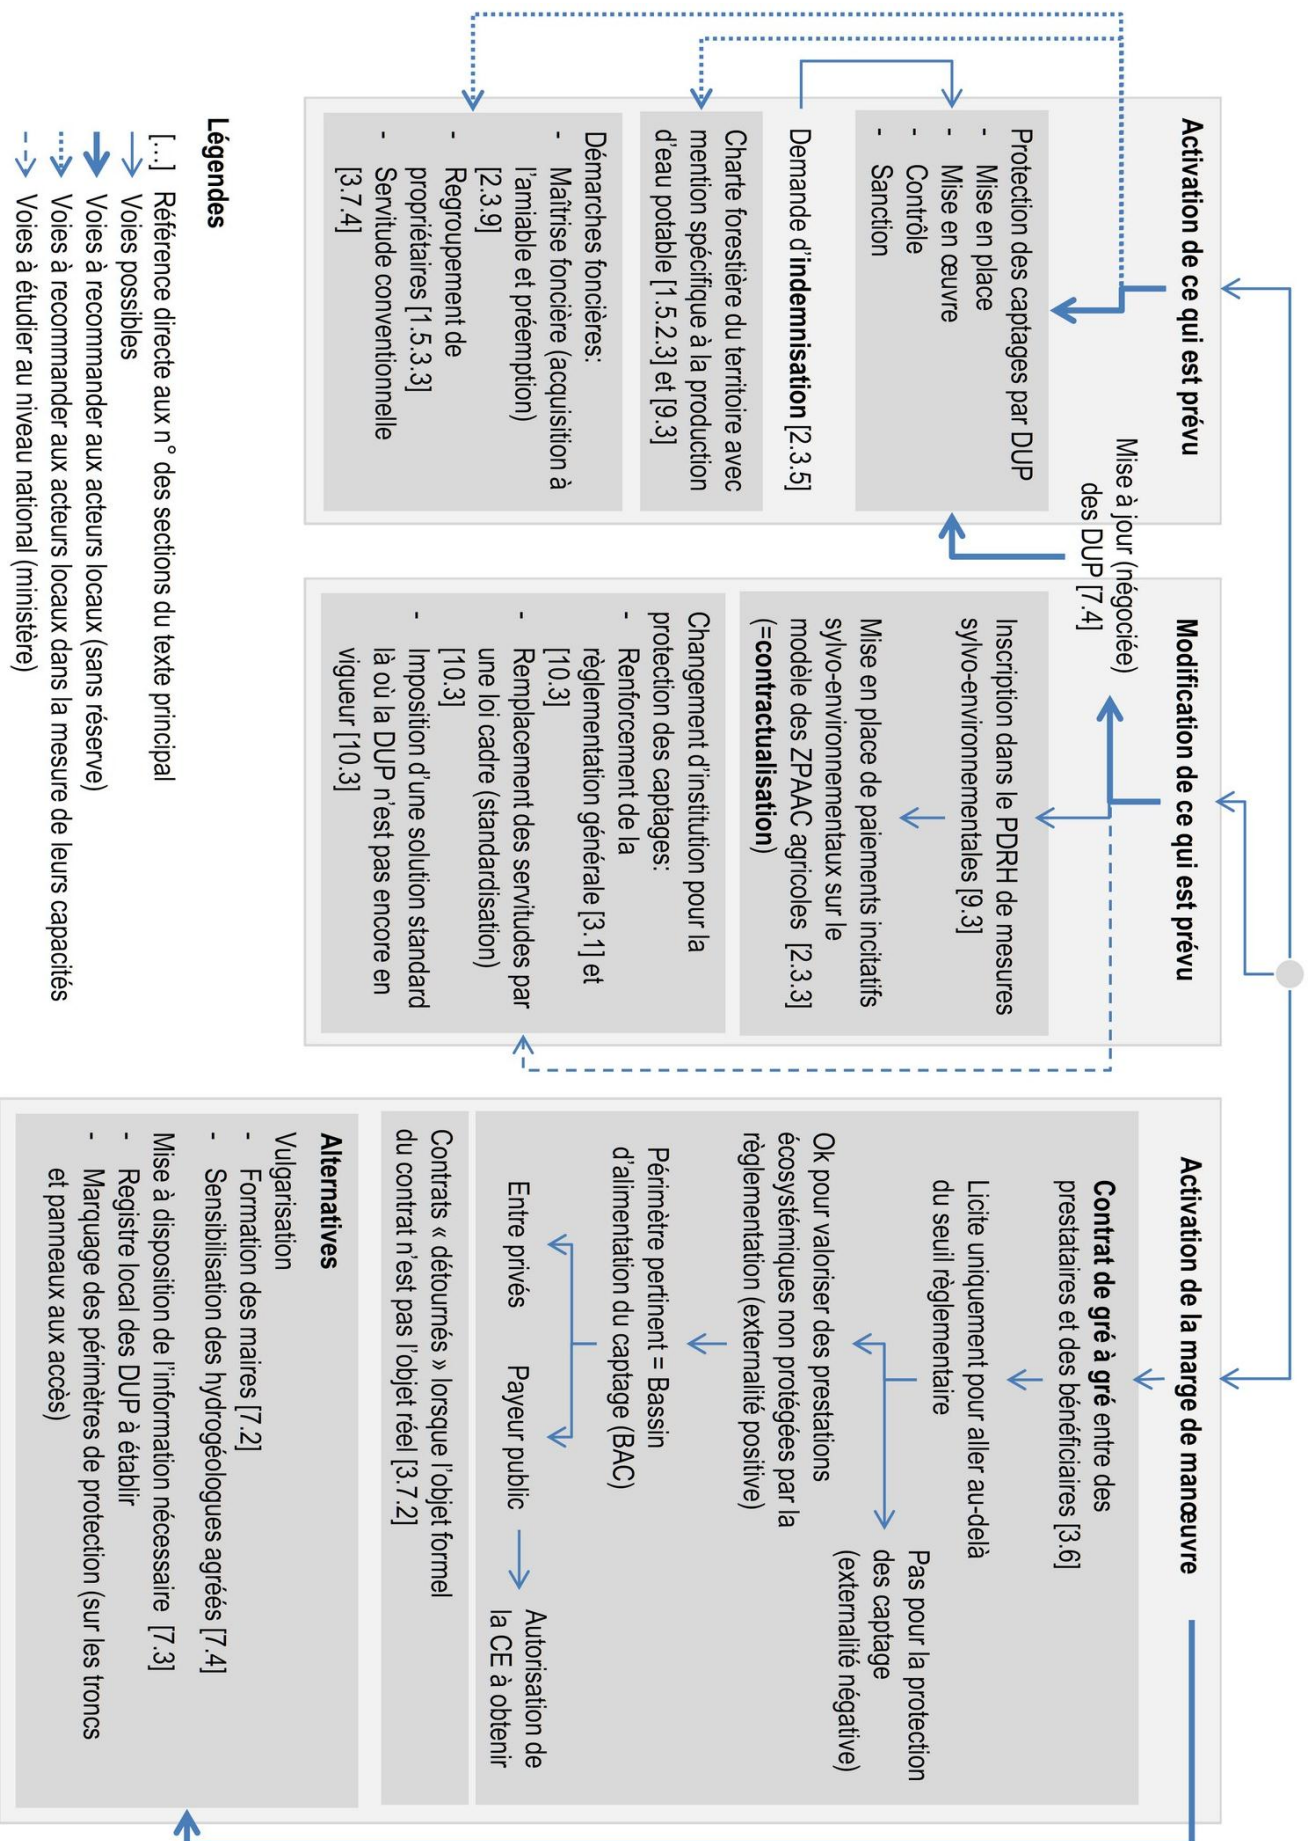 Activation de ce qui est prévu
Protection des captages par DUP
- Mise en place
- Mise en œuvre
- Contrôle
- Sanction
Demande d'indemnisation [2.3.5]
Charte forestière du territoire avec
mention spécifique à la production
d'eau potable [1.5.2.3] et [9.3]
Démarches foncières:
- Maîtrise foncière (acquisition à
l'amiable et préemption)
[2.3.9]
- Regroupement de
propriétaires [1.5.3.3]
- Servitude conventionnelle
[3.7.4]
Modification de ce qui est prévu
Mise à jour (négociée)
des DUP [7.4]
Inscription dans le PDRH de mesures
sylvo-environnementales [9.3]
Mise en place de paiements incitatifs
sylvo-environnementaux sur le
modèle des ZPAAC agricoles [2.3.3]
(=contractualisation)
Changement d'institution pour la
protection des captages:
- Renforcement de la
règlementation générale [3.1] et
[10.3]
- Remplacement des servitudes par
une loi cadre (standardisation)
[10.3]
- Imposition d'une solution standard
là où la DUP n'est pas encore en
vigueur [10.3]
Activation de la marge de manœuvre
Contrat de gré à gré entre des
prestataires et des bénéficiaires [3.6]
Licite uniquement pour aller au-delà
du seuil règlementaire
Ok pour valoriser des prestations
écosystémiques non protégées par la
règlementation (externalité positive)
Pas pour la protection
des captage
(externalité négative)
Périmètre pertinent = Bassin
d'alimentation du captage (BAC)
Entre privés
Payeur public
Autorisation de
la CE à obtenir
Contrats « détournés » lorsque l'objet formel
du contrat n'est pas l'objet réel [3.7.2]
Alternatives
Vulgarisation
- Formation des maires [7.2]
- Sensibilisation des hydrogéologues agréés [7.4]
Mise à disposition de l'information nécessaire [7.3]
- Registre local des DUP à établir
- Marquage des périmètres de protection (sur les troncs
et panneaux aux accès)
Légendes
[...] Référence directe aux n° des sections du texte principal
Voies possibles
Voies à recommander aux acteurs locaux (sans réserve)
Voies à recommander aux acteurs locaux dans la mesure de leurs capacités
Voies à étudier au niveau national (ministère)